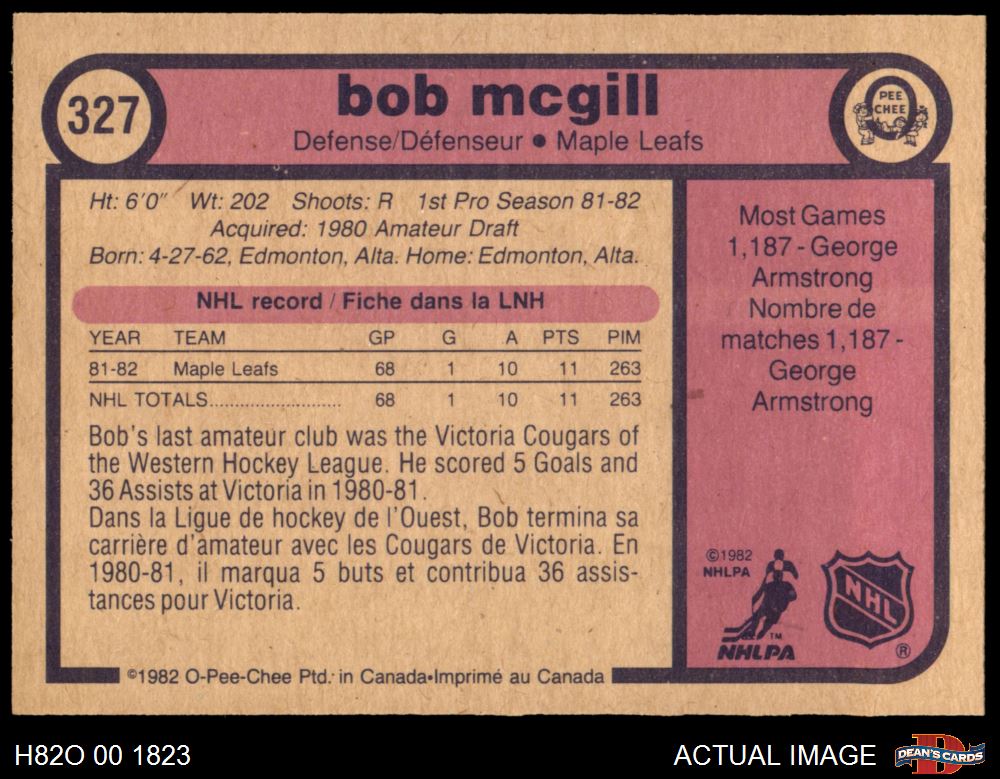 327
bob mcgill
Defense/Défenseur • Maple Leafs
O
PEE
CHEE
Ht: 6'0" Wt: 202 Shoots: R 1st Pro Season 81-82
Acquired: 1980 Amateur Draft
Born: 4-27-62, Edmonton, Alta. Home: Edmonton, Alta.
NHL record / Fiche dans la LNH
YEAR TEAM GP G A PTS PIM
81-82 Maple Leafs 68 1 10 11 263
NHL TOTALS........................ 68 1 10 11 263
Bob's last amateur club was the Victoria Cougars of
the Western Hockey League. He scored 5 Goals and
36 Assists at Victoria in 1980-81.
Dans la Ligue de hockey de l'Ouest, Bob termina sa
carrière d'amateur avec les Cougars de Victoria. En
1980-81, il marqua 5 buts et contribua 36 assis-
tances pour Victoria.
Most Games
1,187 - George
Armstrong
Nombre de
matches 1,187 -
George
Armstrong
©1982
NHLPA
TM
NHLPA
NHL
®
©1982 O-Pee-Chee Ptd. in Canada•Imprimé au Canada
H82O 00 1823
ACTUAL IMAGE
D
DEAN'S CARDS